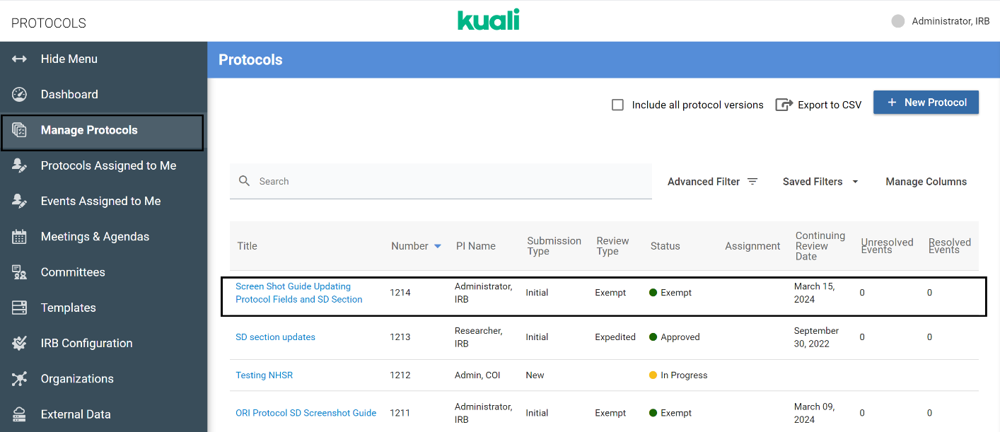 PROTOCOLS
kuali
Administrator, IRB
Hide Menu
Dashboard
Manage Protocols
Protocols Assigned to Me
Events Assigned to Me
Meetings & Agendas
Committees
Templates
IRB Configuration
Organizations
External Data
Protocols
Include all protocol versions
Export to CSV
+ New Protocol
Search
Advanced Filter
Saved Filters
Manage Columns
Title
Number
PI Name
Submission
Type
Review
Type
Status
Assignment
Continuing
Review
Date
Unresolved
Events
Resolved
Events
Screen Shot Guide Updating
Protocol Fields and SD Section
1214
Administrator,
IRB
Initial
Exempt
Exempt
March 15,
2024
0
0
SD section updates
1213
Researcher,
IRB
Initial
Expedited
Approved
September
30, 2022
0
0
Testing NHSR
1212
Admin, COI
New
In Progress
ORI Protocol SD Screenshot Guide
1211
Administrator,
IRB
Initial
Exempt
Exempt
March 09,
2024
0
0